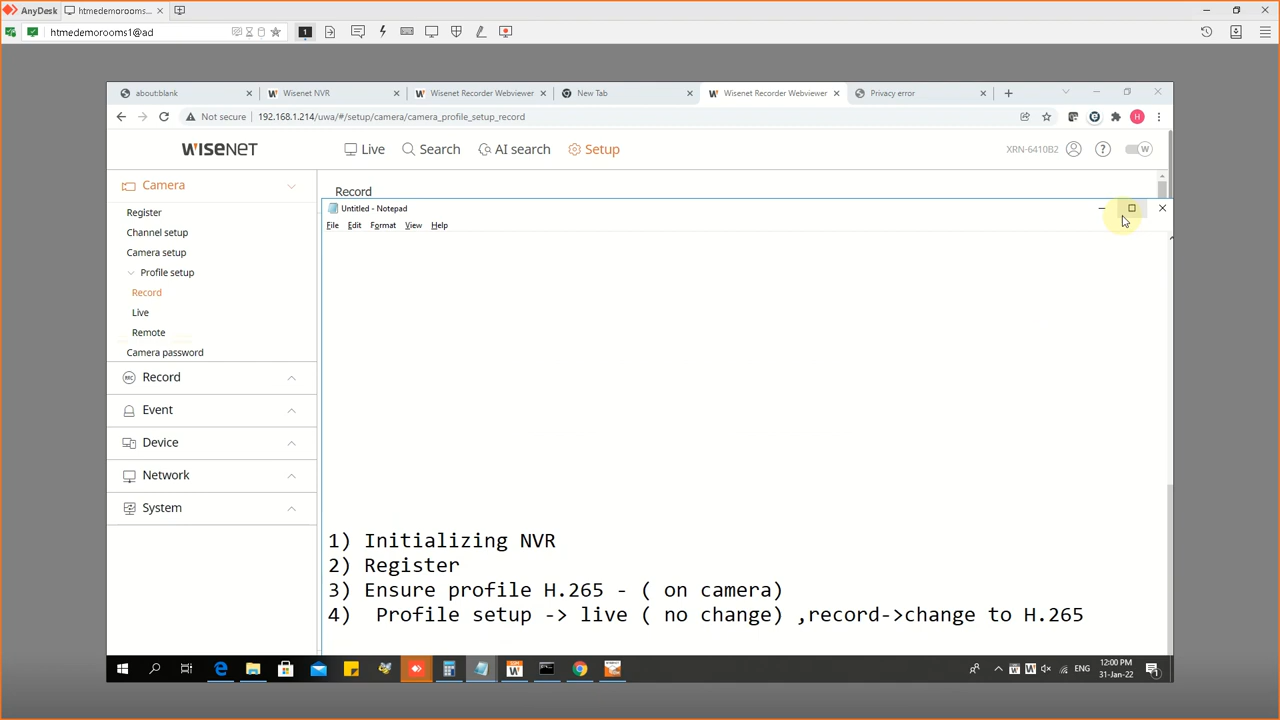 AnyDesk
htmedemorooms...
htmedemorooms1@ad
1
about:blank
Wisenet NVR
Wisenet Recorder Webviewer
New Tab
Wisenet Recorder Webviewer
Privacy error
Not secure
192.168.1.214/uwa/#/setup/camera/camera_profile_setup_record
H
WISENET
Live
Search
AI search
Setup
XRN-6410B2
W
Camera
Record
Register
Channel setup
Camera setup
Profile setup
Record
Live
Remote
Camera password
Record
Event
Device
Network
System
Untitled - Notepad
File Edit Format View Help
1) Initializing NVR
2) Register
3) Ensure profile H.265 - ( on camera)
4)  Profile setup -> live ( no change) ,record->change to H.265
ENG
12:00 PM
31-Jan-22
1